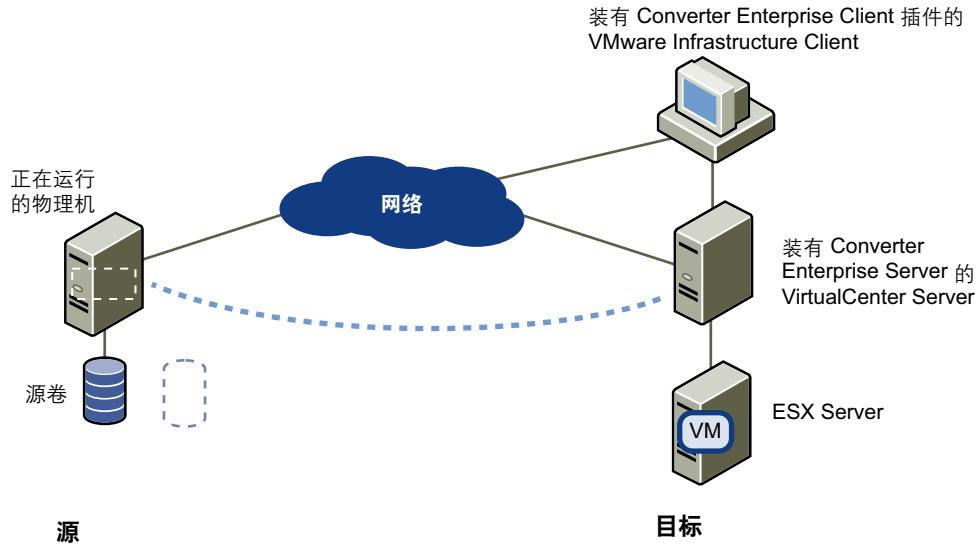 装有 Converter Enterprise Client 插件的
VMware Infrastructure Client
正在运行
的物理机
网络
装有 Converter
Enterprise Server 的
VirtualCenter Server
源卷
ESX Server
VM
源
目标